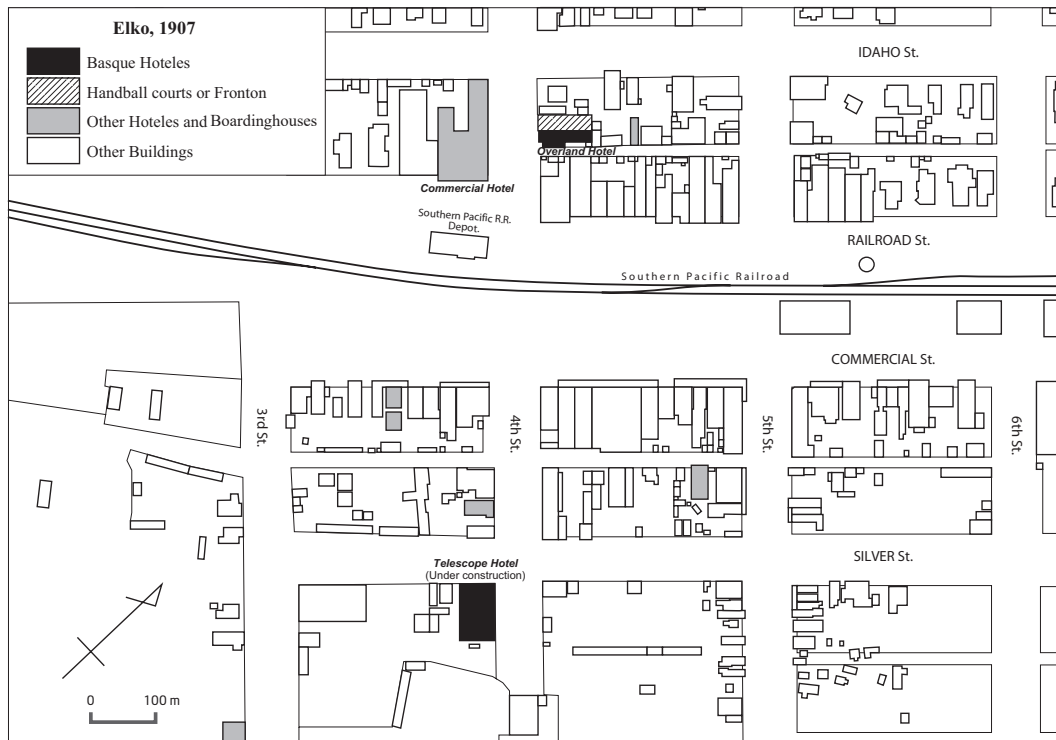 Elko, 1907
Basque Hoteles
Handball courts or Fronton
Other Hoteles and Boardinghouses
Other Buildings
IDAHO St.
Overland Hotel
Commercial Hotel
Southern Pacific R.R.
Depot.
RAILROAD St.
Southern Pacific Railroad
COMMERCIAL St.
3rd St.
4th St.
5th St.
6th St.
SILVER St.
Telescope Hotel
(Under construction)
0 100 m